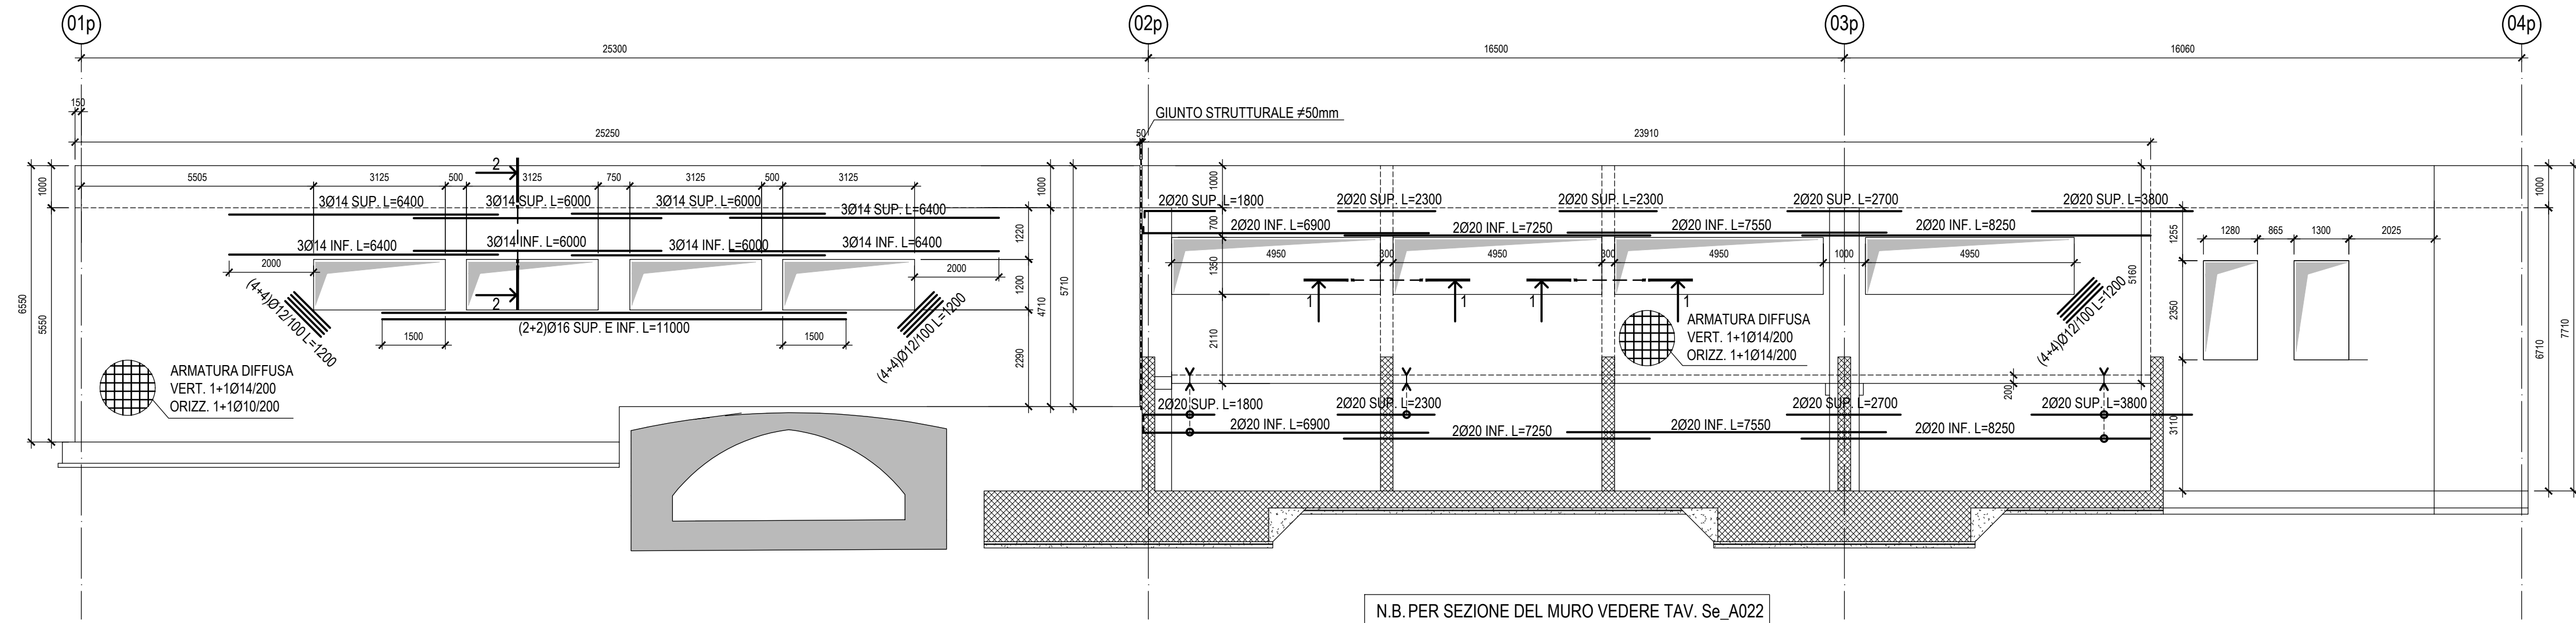 01p
02p
03p
04p
25300
16500
16060
150
GIUNTO STRUTTURALE ≠50mm
25250
50
23910
2
5505
3125
500
3125
750
3125
500
3125
1000
1000
1000
1000
3Ø14 SUP. L=6400
3Ø14 SUP. L=6000
3Ø14 SUP. L=6000
3Ø14 SUP. L=6400
2Ø20 SUP. L=1800
2Ø20 SUP. L=2300
2Ø20 SUP. L=2300
2Ø20 SUP. L=2700
2Ø20 SUP. L=3800
700
2Ø20 INF. L=6900
2Ø20 INF. L=7250
2Ø20 INF. L=7550
2Ø20 INF. L=8250
3Ø14 INF. L=6400
3Ø14 INF. L=6000
3Ø14 INF. L=6000
3Ø14 INF. L=6400
1220
1255
1280
865
1300
2025
4950
300
4950
300
4950
1000
4950
2000
2000
1350
1200
5160
6550
5550
4710
5710
2350
6710
7710
2
1
1
1
1
(4+4)Ø12/100 L=1200
(4+4)Ø12/100 L=1200
(4+4)Ø12/100 L=1200
(2+2)Ø16 SUP. E INF. L=11000
1500
1500
2110
2290
ARMATURA DIFFUSA
VERT. 1+1Ø14/200
ORIZZ. 1+1Ø14/200
ARMATURA DIFFUSA
VERT. 1+1Ø14/200
ORIZZ. 1+1Ø10/200
200
2Ø20 SUP. L=1800
2Ø20 SUP. L=2300
2Ø20 SUP. L=2700
2Ø20 SUP. L=3800
2Ø20 INF. L=6900
2Ø20 INF. L=7250
2Ø20 INF. L=7550
2Ø20 INF. L=8250
3110
N.B. PER SEZIONE DEL MURO VEDERE TAV. Se_A022